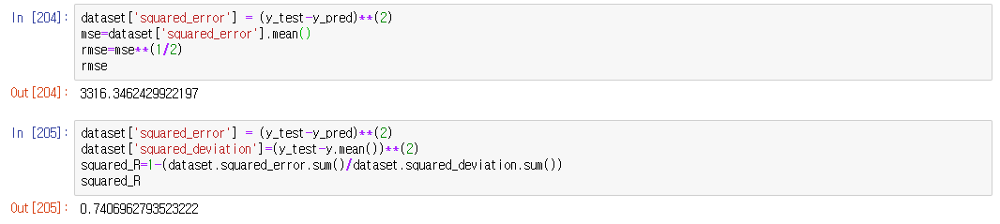 In [204]: dataset['squared_error'] = (y_test-y_pred)**(2)
mse=dataset['squared_error'].mean()
rmse=mse**(1/2)
rmse
Out[204]: 3316.3462429922197
In [205]: dataset['squared_error'] = (y_test-y_pred)**(2)
dataset['squared_deviation']=(y_test-y.mean())**(2)
squared_R=1-(dataset.squared_error.sum()/dataset.squared_deviation.sum())
squared_R
Out[205]: 0.7406962793523222